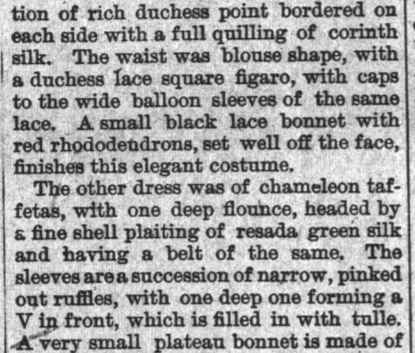 tion of rich duchess point bordered on
each side with a full quilling of corinth
silk. The waist was blouse shape, with
a duchess lace square figaro, with caps
to the wide balloon sleeves of the same
lace. A small black lace bonnet with
red rhododendrons, set well off the face,
finishes this elegant costume.
The other dress was of chameleon taf-
fetas, with one deep flounce, headed by
a fine shell plaiting of resada green silk
and having a belt of the same. The
sleeves are a succession of narrow, pinked
out ruffles, with one deep one forming a
V in front, which is filled in with tulle.
A very small plateau bonnet is made of